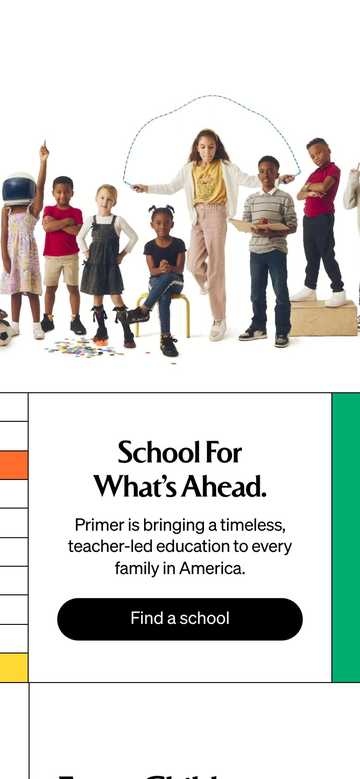 School For
What's Ahead.
Primer is bringing a timeless,
teacher-led education to every
family in America.
Find a school